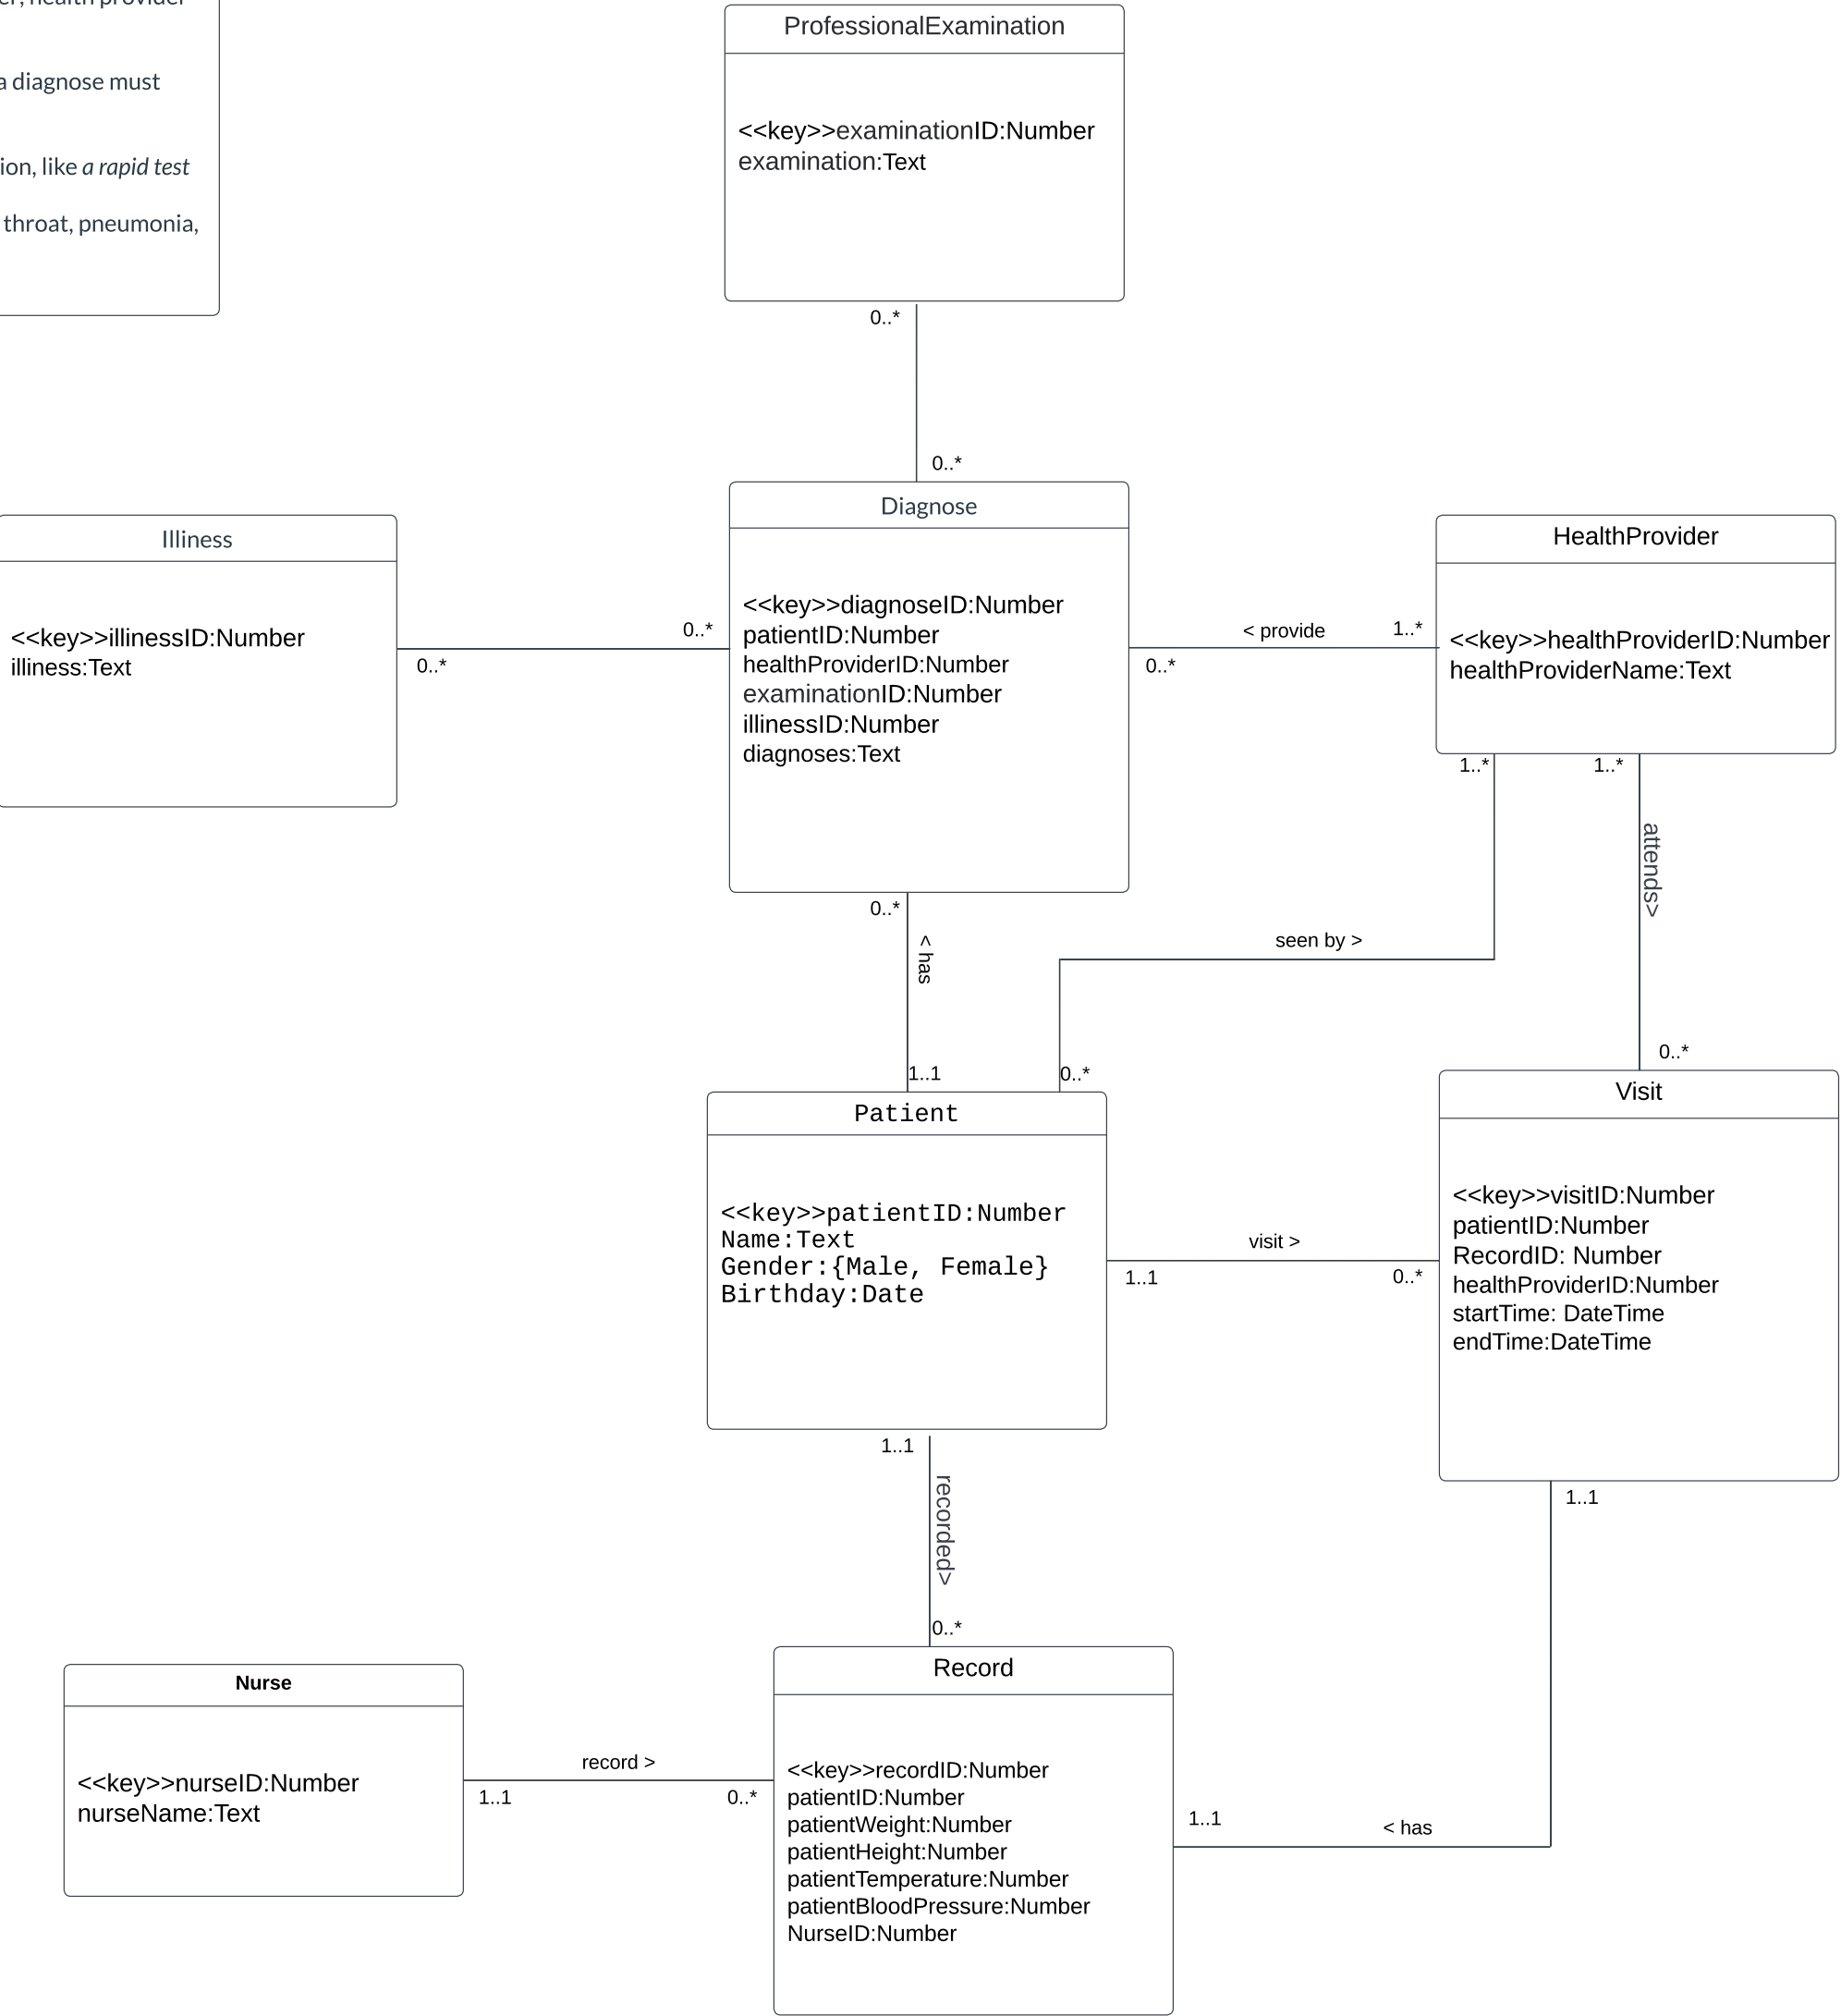 health provider
a diagnose must
like a rapid test
throat, pneumonia,
ProfessionalExamination
<<key>>examinationID:Number
examination:Text
0..*
0..*
Illiness
<<key>>illinessID:Number
illiness:Text
0..*
0..*
Diagnose
<<key>>diagnoseID:Number
patientID:Number
healthProviderID:Number
examinationID:Number
illinessID:Number
diagnoses:Text
< provide
0..*
1..*
HealthProvider
<<key>>healthProviderID:Number
healthProviderName:Text
1..*
1..*
attends>
0..*
0..*
< has
1..1
seen by >
0..*
Patient
<<key>>patientID:Number
Name:Text
Gender:{Male, Female}
Birthday:Date
visit >
1..1
0..*
Visit
<<key>>visitID:Number
patientID:Number
RecordID: Number
healthProviderID:Number
startTime: DateTime
endTime:DateTime
1..1
1..1
recorded>
0..*
Nurse
<<key>>nurseID:Number
nurseName:Text
record >
1..1
0..*
Record
<<key>>recordID:Number
patientID:Number
patientWeight:Number
patientHeight:Number
patientTemperature:Number
patientBloodPressure:Number
NurseID:Number
1..1
< has